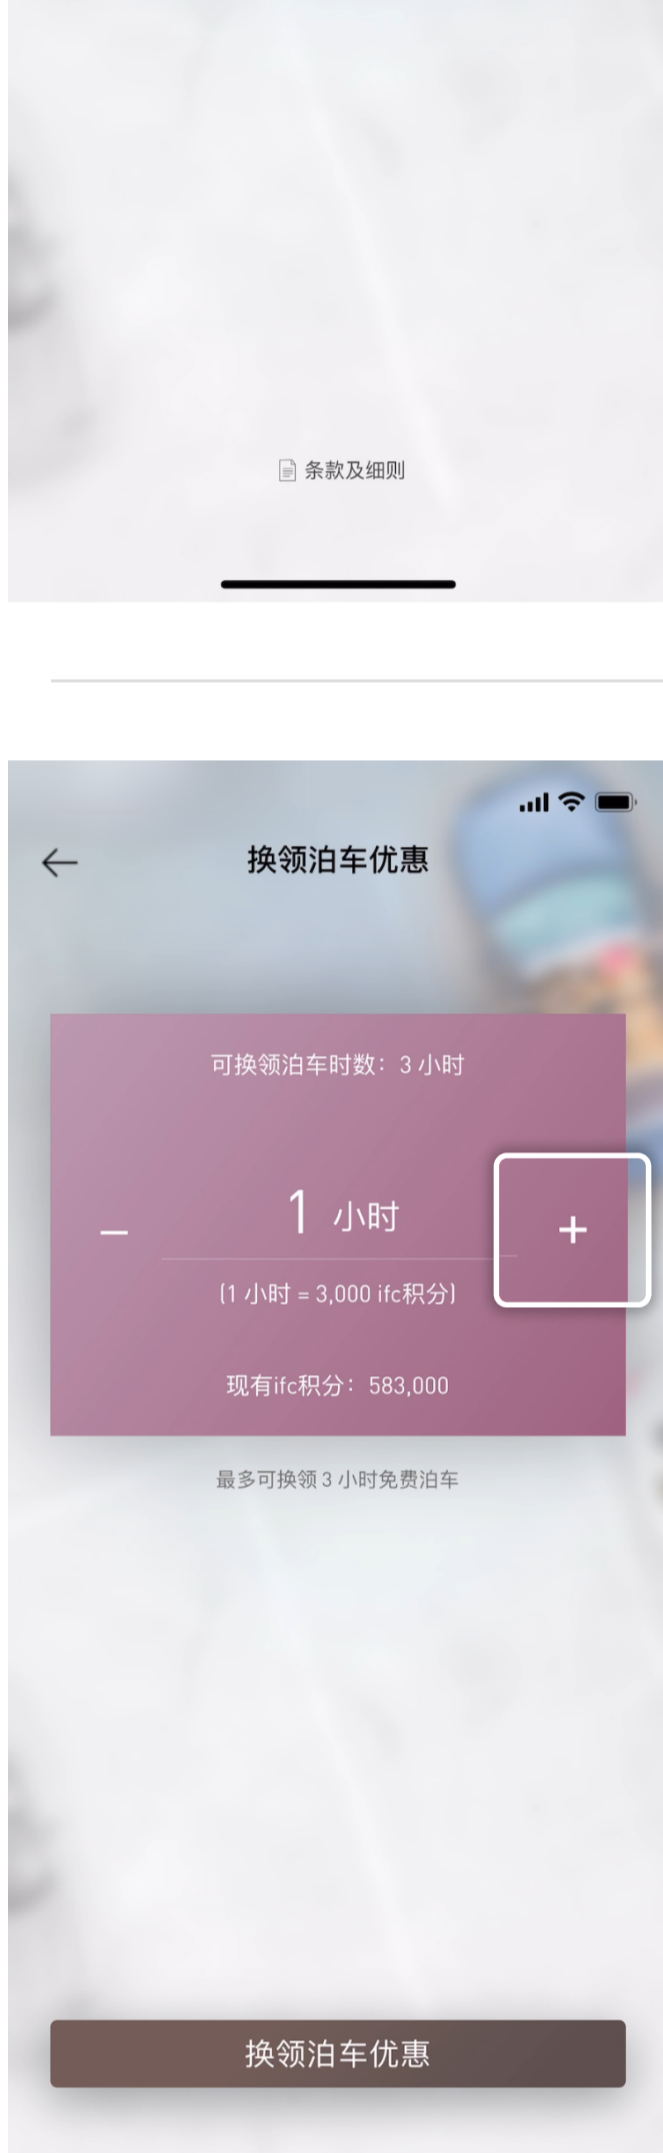 条款及细则
换领泊车优惠
可换领泊车时数：3 小时
− 1 小时 +
(1 小时 = 3,000 ifc积分)
现有ifc积分：583,000
最多可换领 3 小时免费泊车
换领泊车优惠